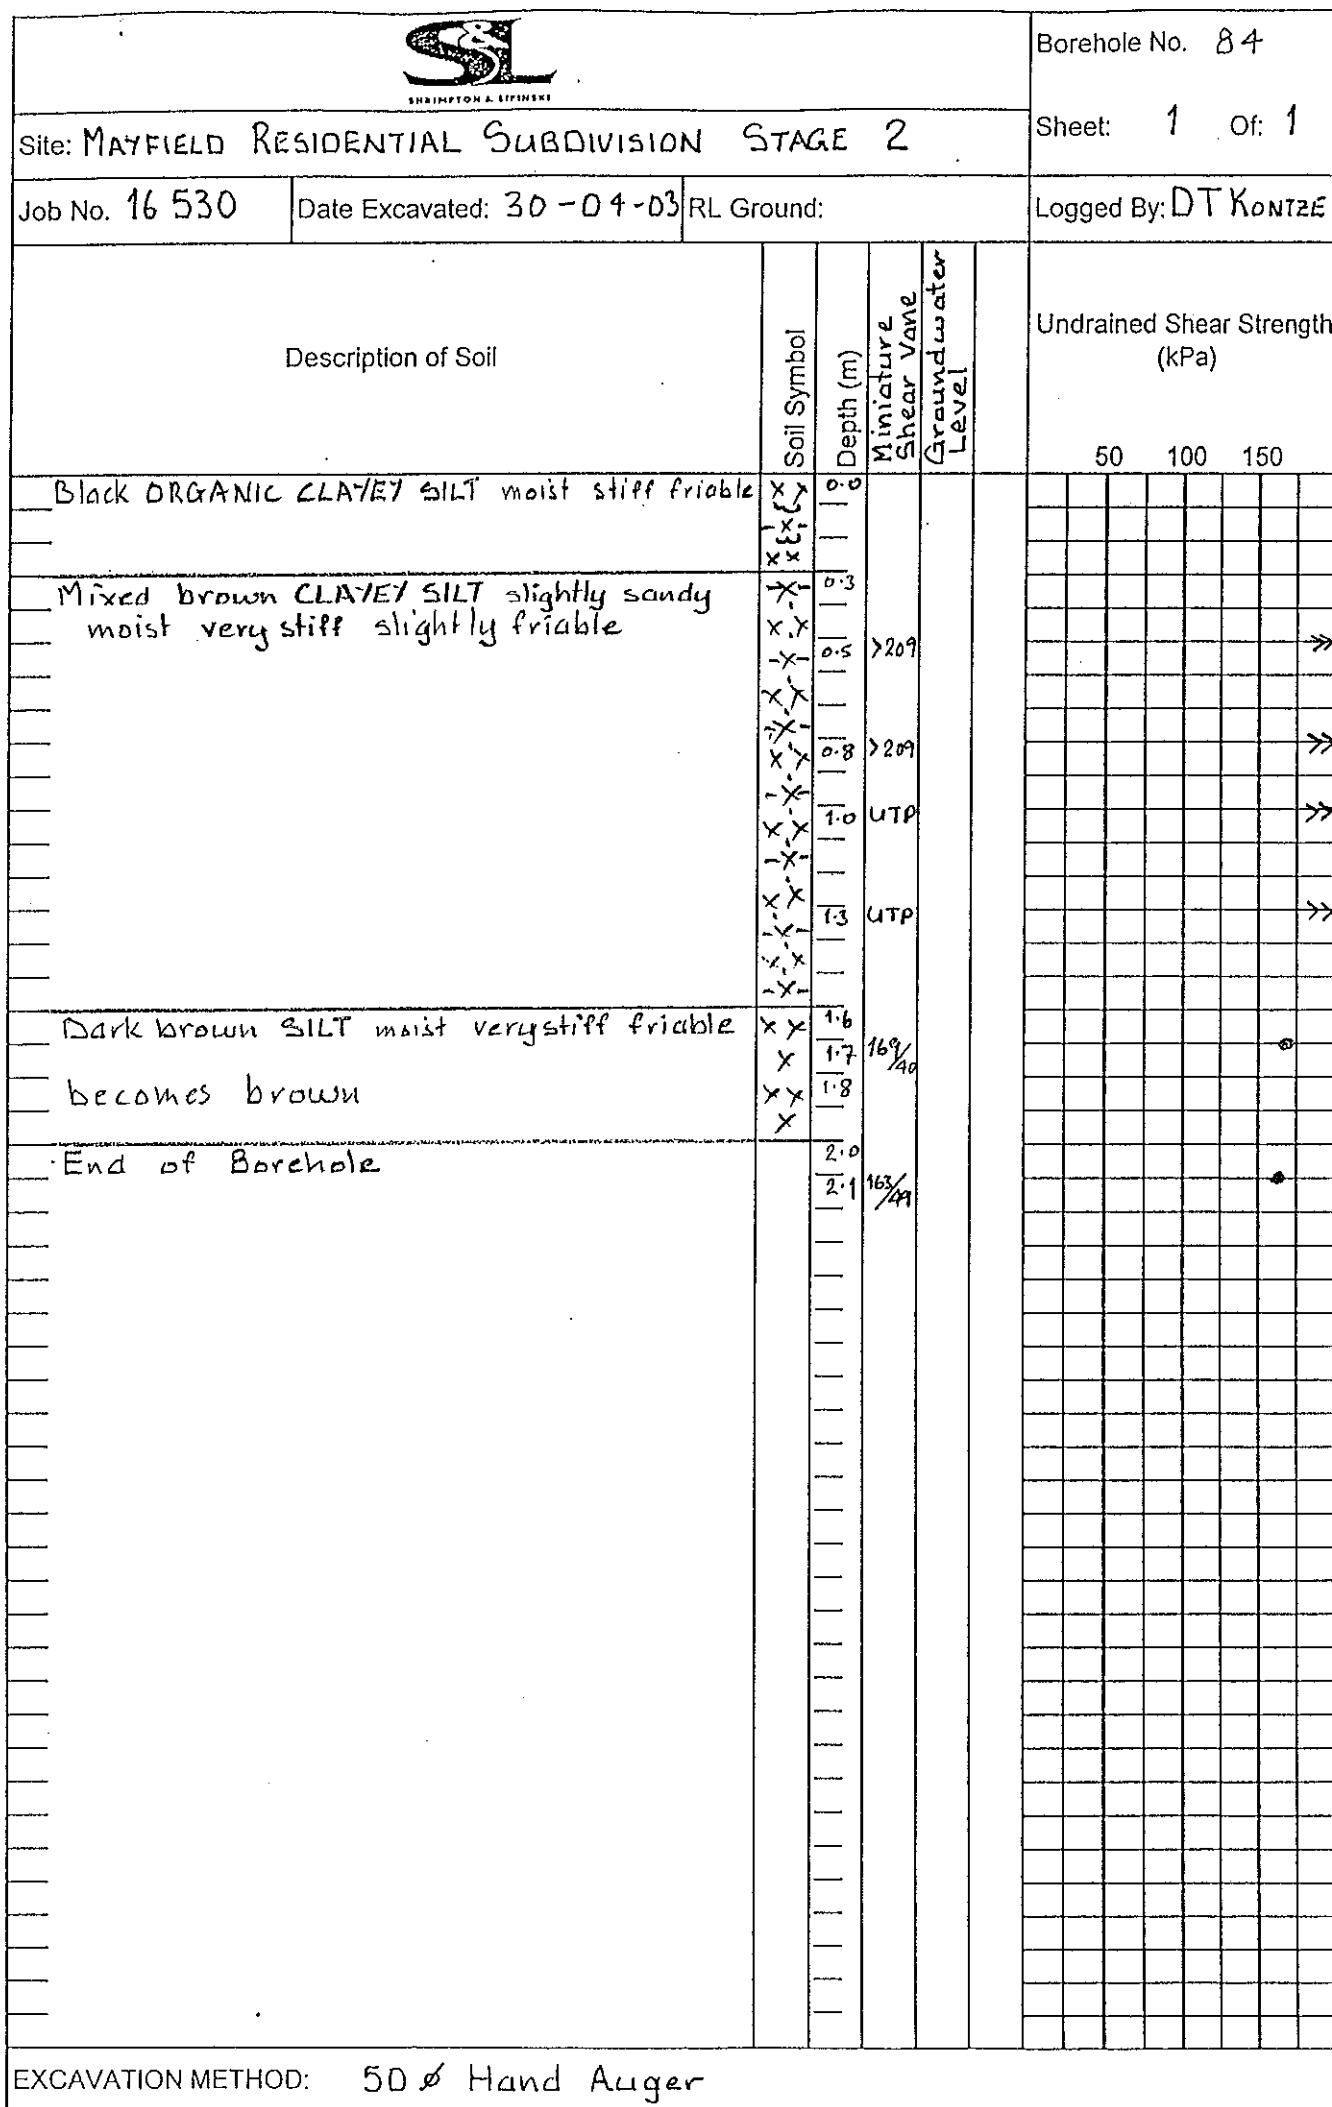 S&L
SHRIMPTON & LIPINSKI
Borehole No. 84
Sheet: 1 Of: 1
Site: MAYFIELD RESIDENTIAL SUBDIVISION STAGE 2
Job No. 16 530 Date Excavated: 30-04-03 RL Ground: Logged By: DT KONTZE
Description of Soil
Soil Symbol
Depth (m)
Miniature Shear Vane
Groundwater Level
Undrained Shear Strength
(kPa)
50 100 150
Black ORGANIC CLAYEY SILT moist stiff friable 0.0
Mixed brown CLAYEY SILT slightly sandy 0.3
moist very stiff slightly friable
0.5 >209
0.8 >209
1.0 UTP
1.3 UTP
Dark brown SILT moist very stiff friable 1.6
1.7 169/40
becomes brown 1.8
End of Borehole 2.0
2.1 163/49
EXCAVATION METHOD: 50 ø Hand Auger